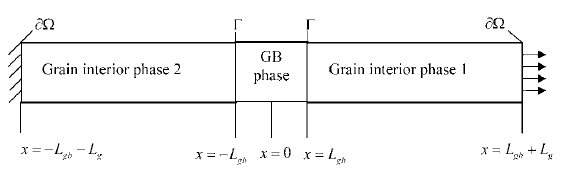 ∂Ω Γ Γ ∂Ω
Grain interior phase 2
GB
phase
Grain interior phase 1
x = −L_gb − L_g
x = −L_gb
x = 0
x = L_gb
x = L_gb + L_g